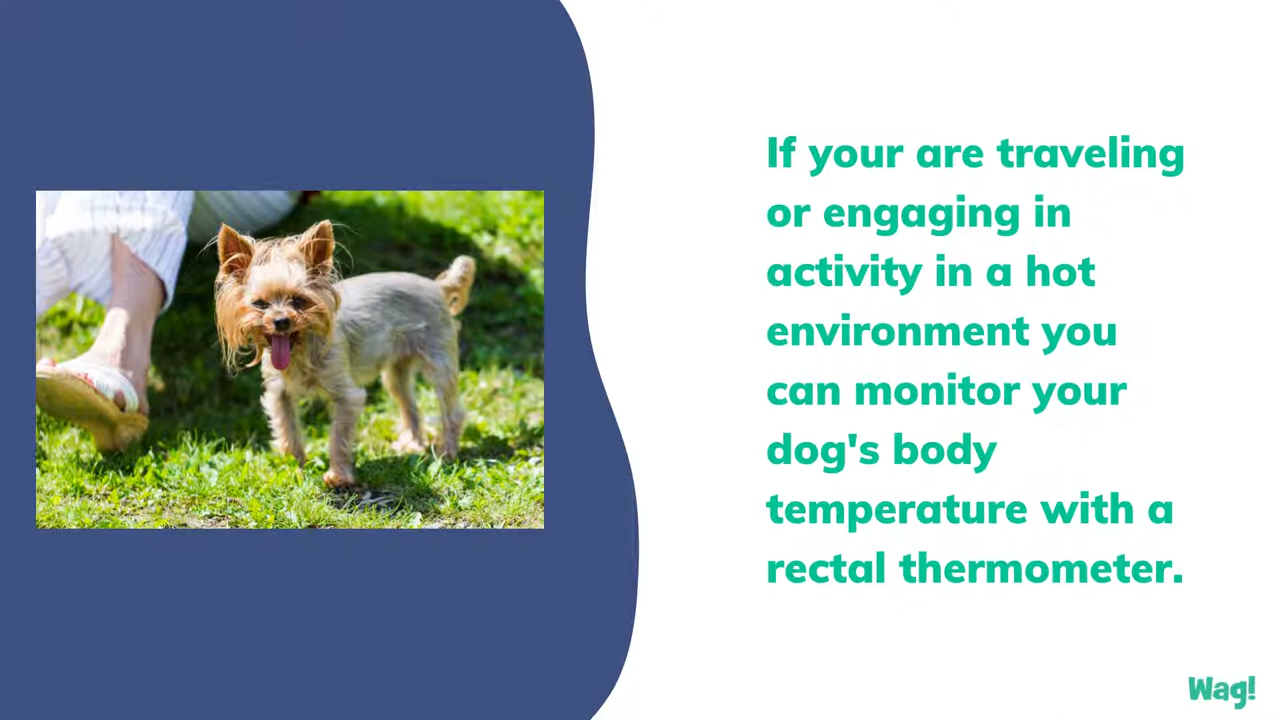 If your are traveling
or engaging in
activity in a hot
environment you
can monitor your
dog's body
temperature with a
rectal thermometer.
Wag!